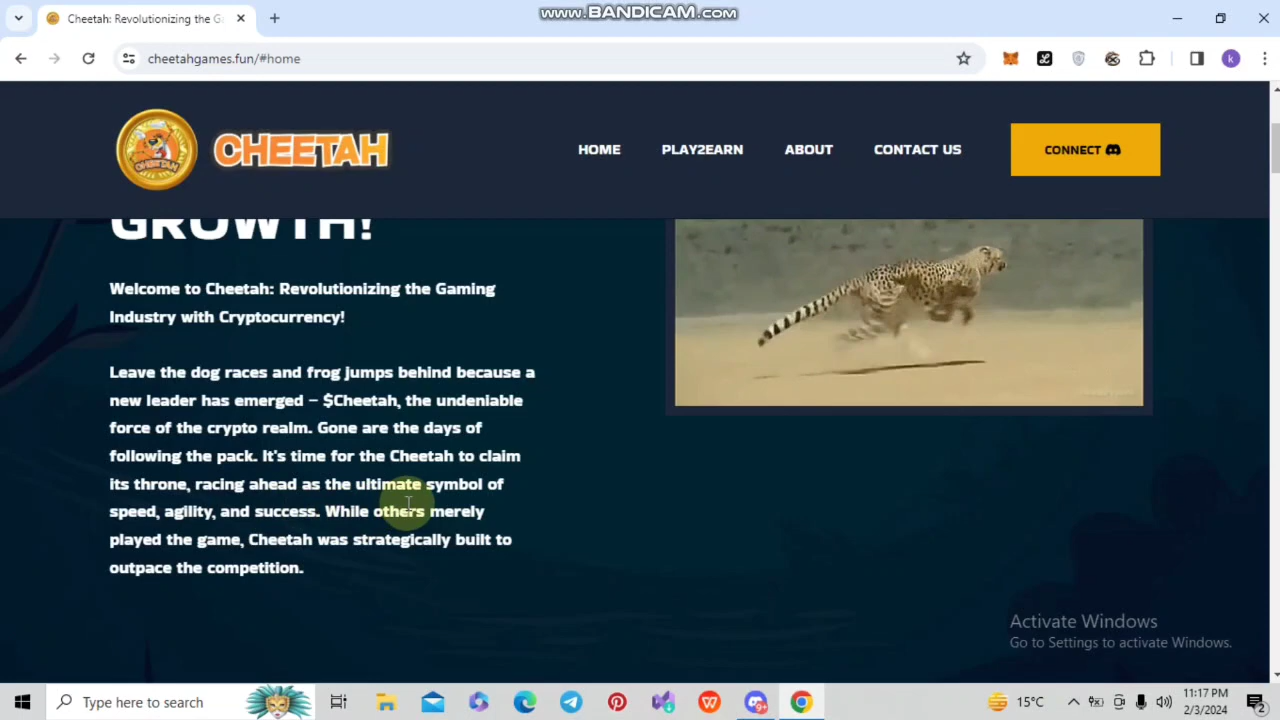 www.BANDICAM.com
Cheetah: Revolutionizing the G
cheetahgames.fun/#home
k
CHEETAH
HOME
PLAY2EARN
ABOUT
CONTACT US
CONNECT
GROWTH!
Welcome to Cheetah: Revolutionizing the Gaming
Industry with Cryptocurrency!
Leave the dog races and frog jumps behind because a
new leader has emerged – $Cheetah, the undeniable
force of the crypto realm. Gone are the days of
following the pack. It's time for the Cheetah to claim
its throne, racing ahead as the ultimate symbol of
speed, agility, and success. While others merely
played the game, Cheetah was strategically built to
outpace the competition.
Activate Windows
Go to Settings to activate Windows.
Type here to search
15°C
11:17 PM
2/3/2024
2